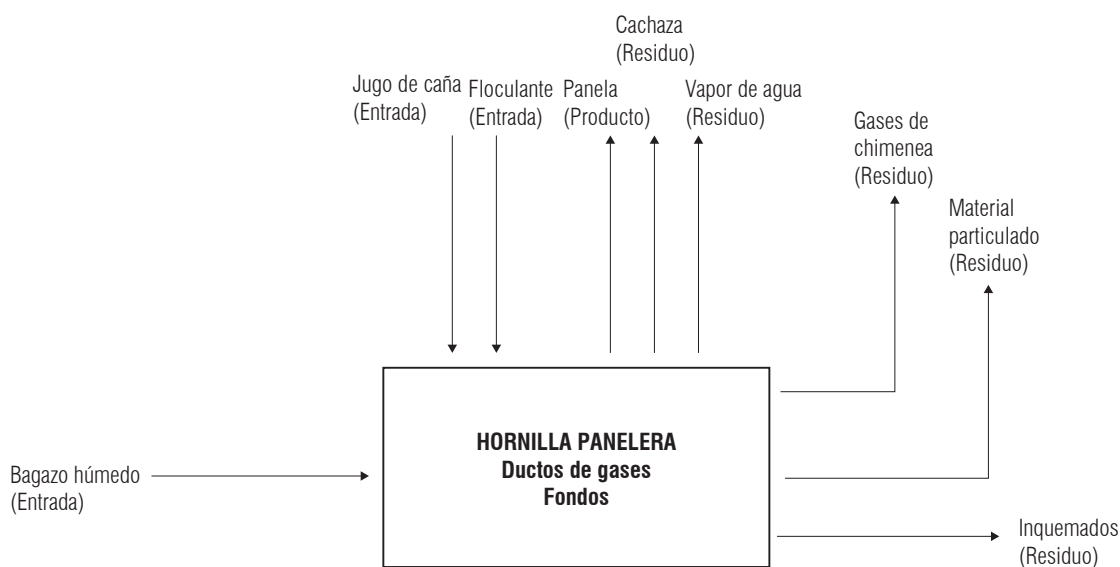 Cachaza
(Residuo)
Jugo de caña
(Entrada)
Floculante
(Entrada)
Panela
(Producto)
Vapor de agua
(Residuo)
Gases de
chimenea
(Residuo)
Material
particulado
(Residuo)
HORNILLA PANELERA
Ductos de gases
Fondos
Bagazo húmedo
(Entrada)
Inquemados
(Residuo)